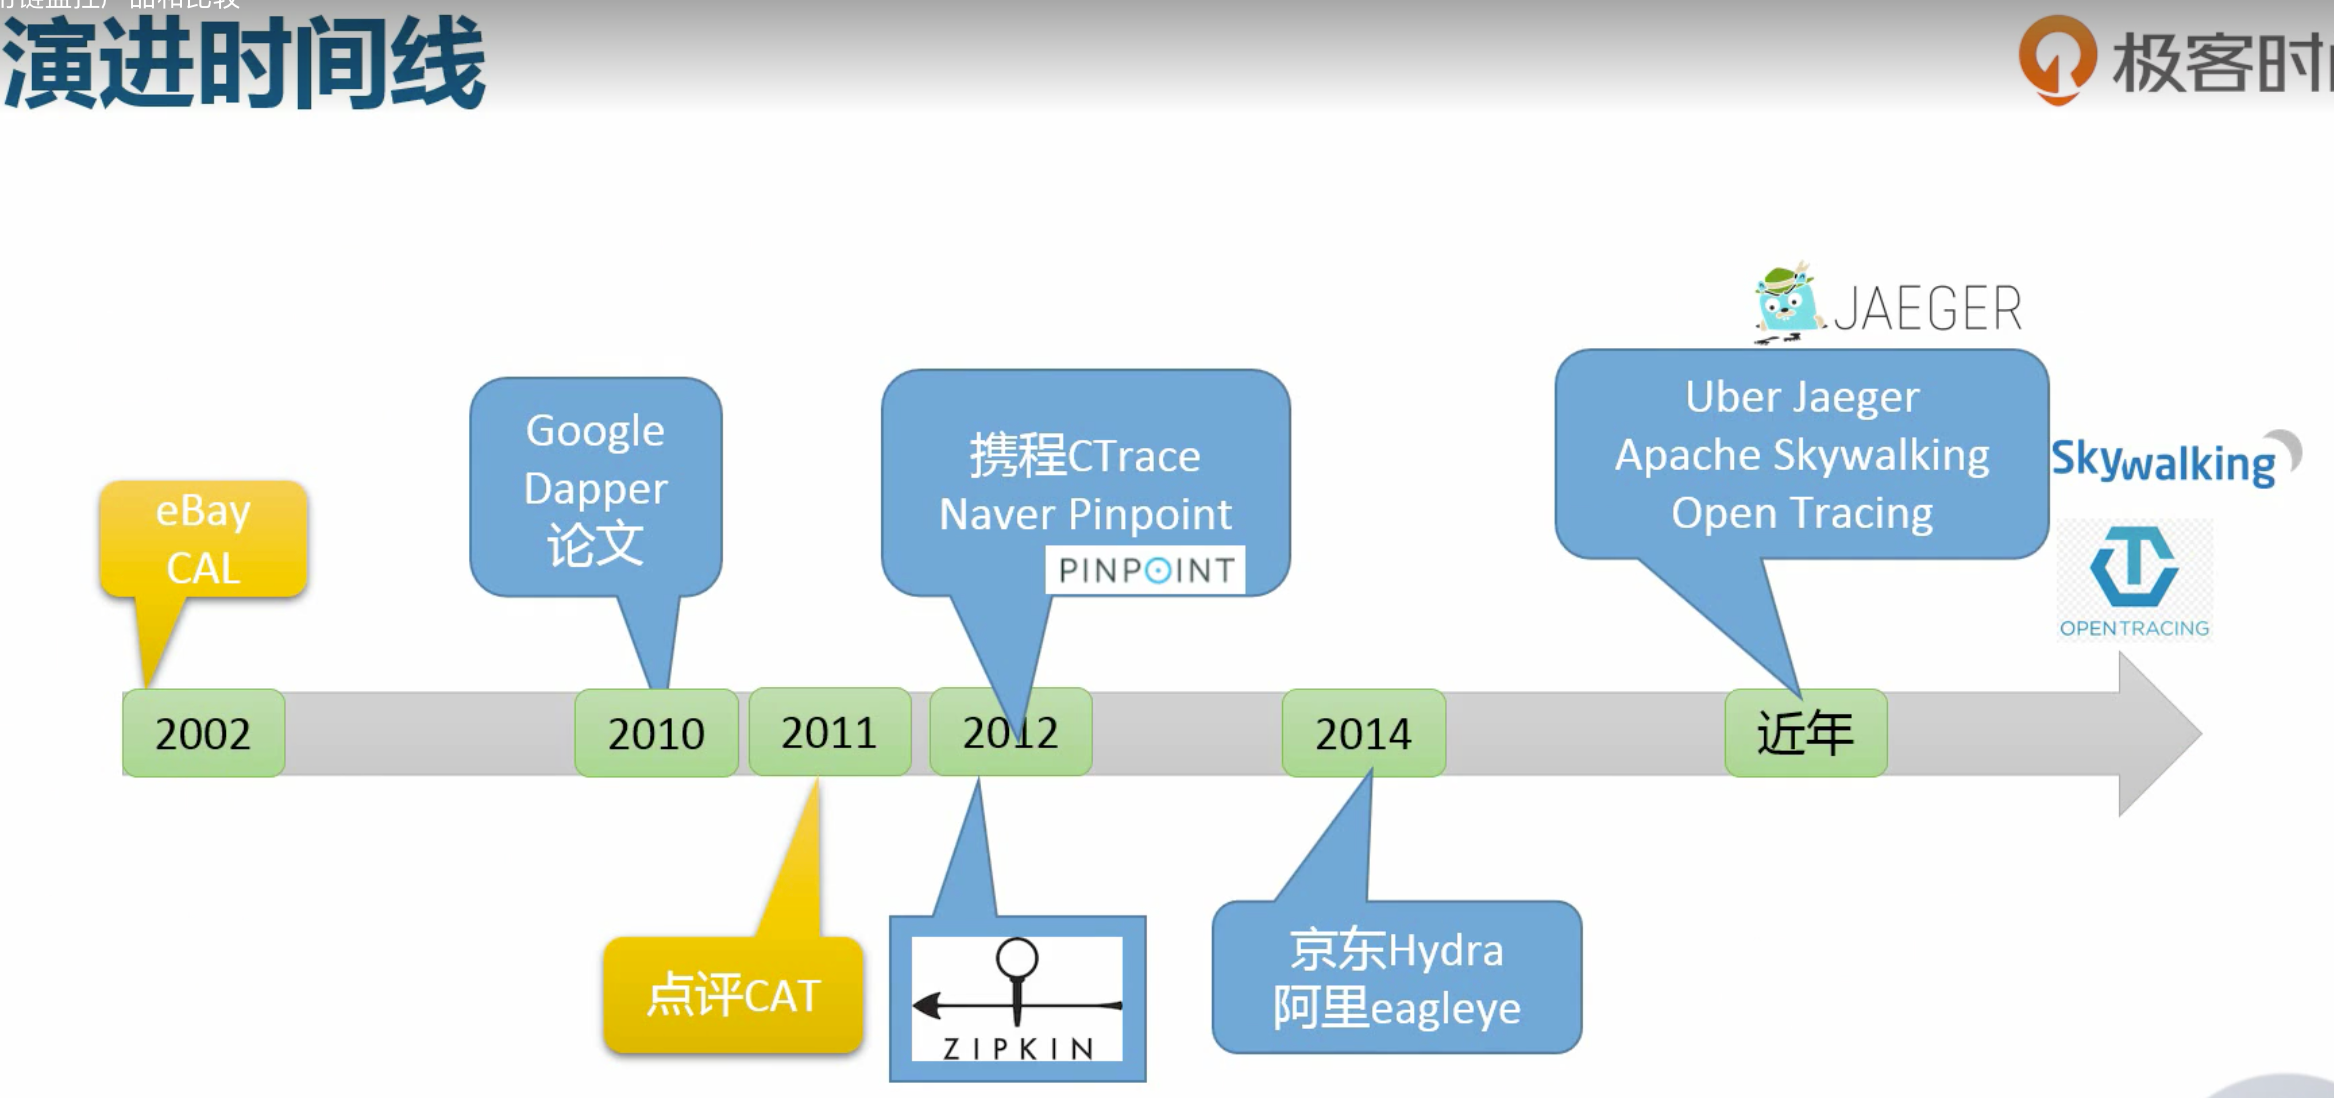 演进时间线
极客时间
JAEGER
Uber Jaeger
Apache Skywalking
Open Tracing
Skywalking
OPENTRACING
eBay
CAL
Google
Dapper
论文
携程CTrace
Naver Pinpoint
PINPOINT
2002
2010
2011
2012
2014
近年
点评CAT
ZIPKIN
京东Hydra
阿里eagleye